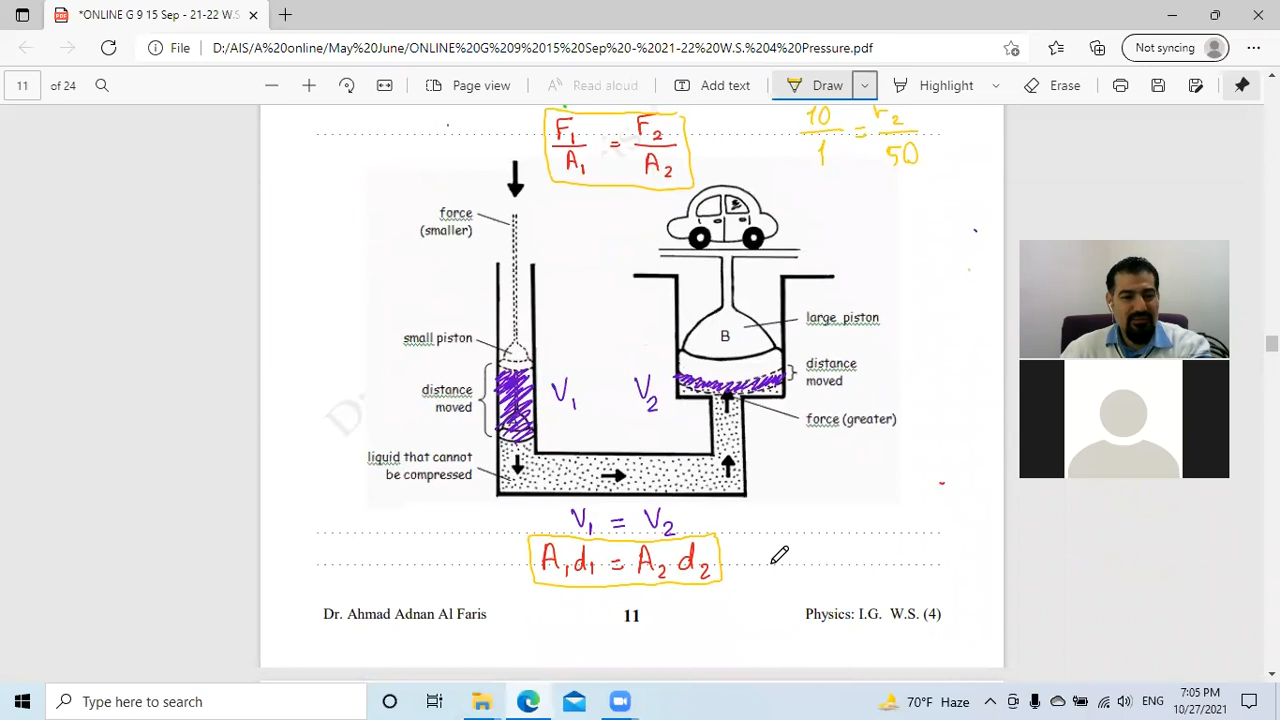 *ONLINE G 9 15 Sep - 21-22 W.S.
File
D:/AIS/A%20online/May%20June/ONLINE%20G%209%2015%20Sep%20-%2021-22%20W.S.%204%20Pressure.pdf
Not syncing
11 of 24
Page view
Read aloud
Add text
Draw
Highlight
Erase
F₁/A₁ = F₂/A₂
10/1 = F₂/50
force
(smaller)
small piston
distance
moved
liquid that cannot
be compressed
V₁
V₂
B
large piston
distance
moved
force (greater)
V₁ = V₂
A₁d₁ = A₂ d₂
Dr. Ahmad Adnan Al Faris
11
Physics: I.G. W.S. (4)
Type here to search
70°F Haze
ENG
7:05 PM
10/27/2021